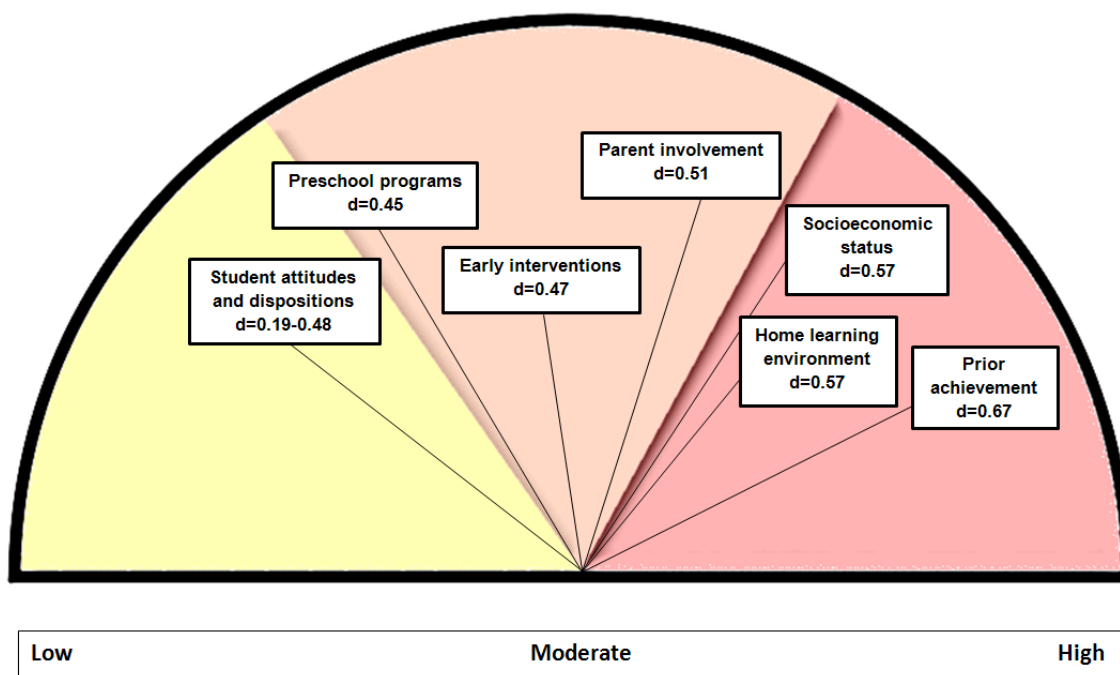 Parent involvement
d=0.51
Preschool programs
d=0.45
Socioeconomic
status
d=0.57
Early interventions
d=0.47
Student attitudes
and dispositions
d=0.19-0.48
Home learning
environment
d=0.57
Prior
achievement
d=0.67
Low Moderate High